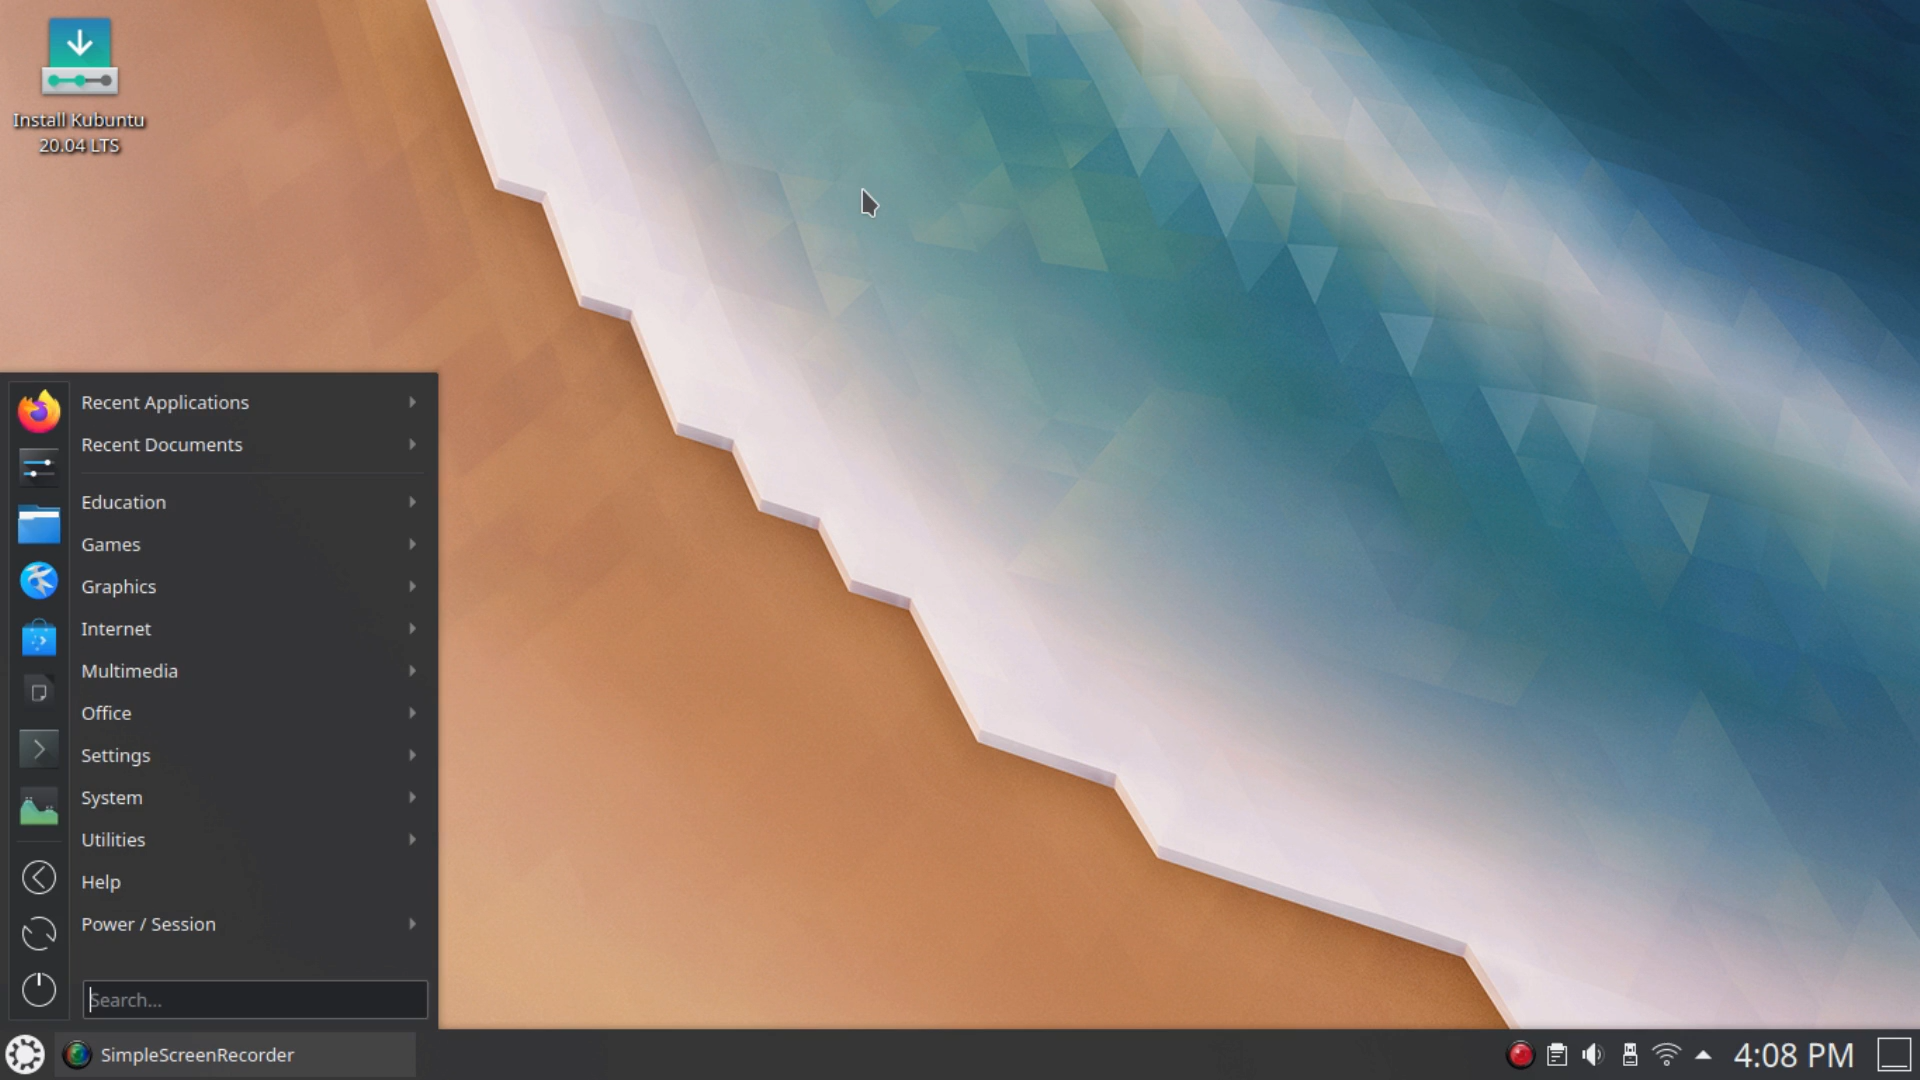 Install Kubuntu
20.04 LTS
Recent Applications
Recent Documents
Education
Games
Graphics
Internet
Multimedia
Office
Settings
System
Utilities
Help
Power / Session
Search...
SimpleScreenRecorder
4:08 PM